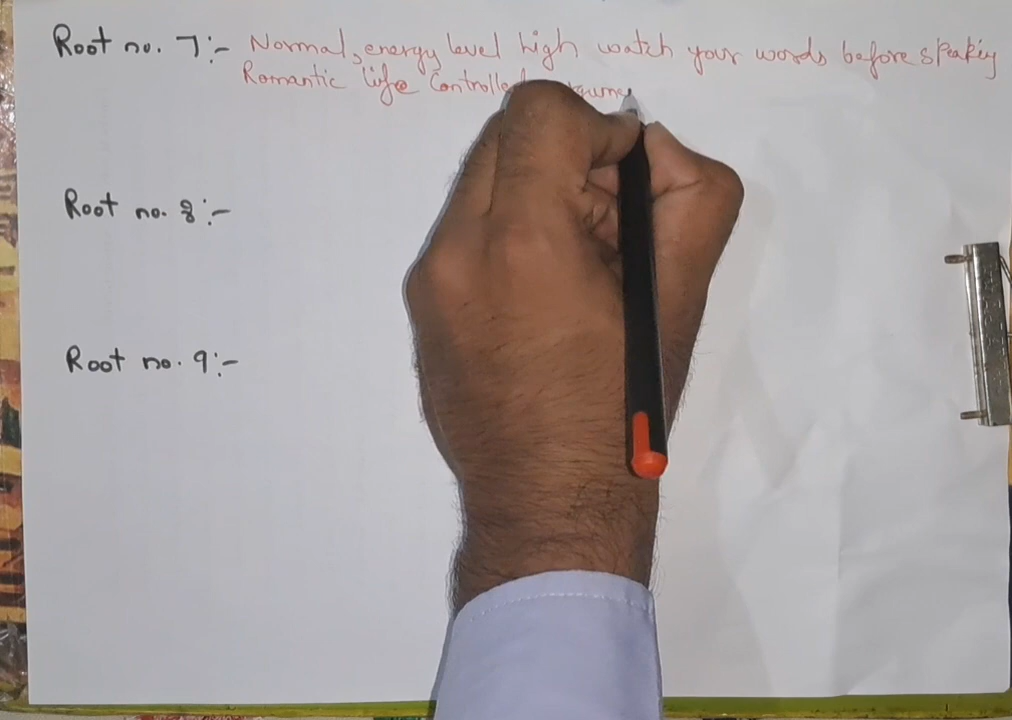 Root no. 7:- Normal, energy level high watch your words before speaking
Romantic life Controlled
Root no. 8:-
Root no. 9:-